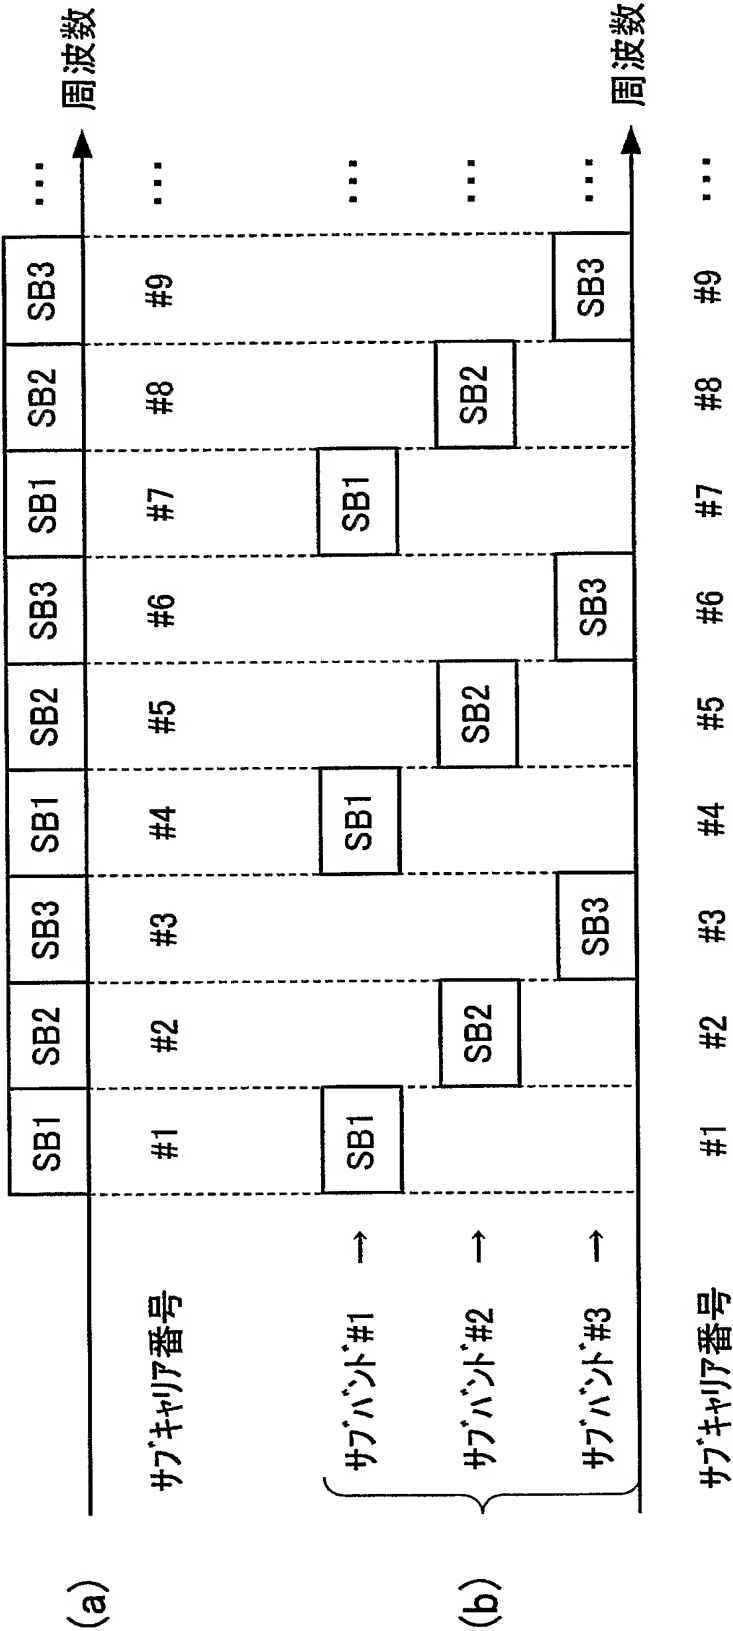 (a)
SB1 SB2 SB3 SB1 SB2 SB3 SB1 SB2 SB3 ...
周波数
サブキャリア番号 #1 #2 #3 #4 #5 #6 #7 #8 #9 ...
(b)
サブバンド#1 → SB1 SB1 SB1 ...
サブバンド#2 → SB2 SB2 SB2 ...
サブバンド#3 → SB3 SB3 SB3 ...
周波数
サブキャリア番号 #1 #2 #3 #4 #5 #6 #7 #8 #9 ...